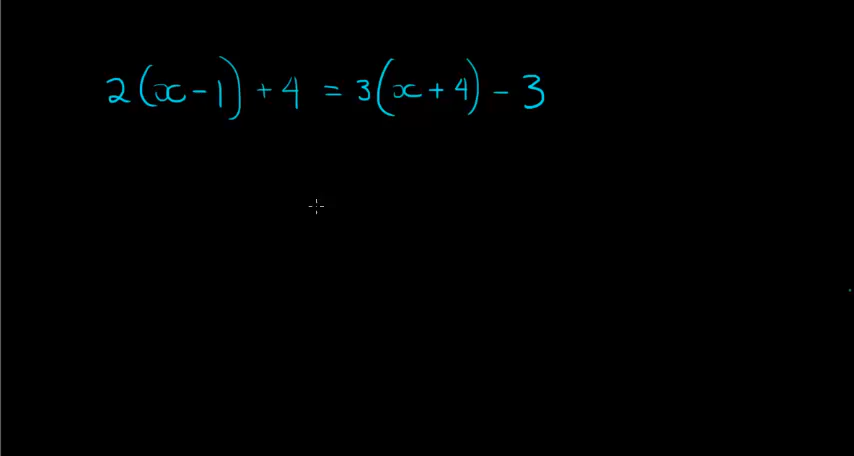 2(x-1)+4 = 3(x+4)-3